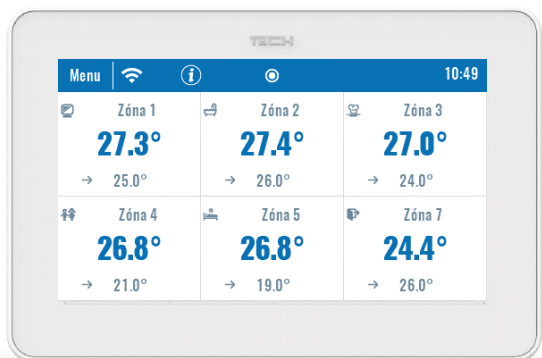 TECH
Menu 10:49
Zóna 1 Zóna 2 Zóna 3
27.3° 27.4° 27.0°
→ 25.0° → 26.0° → 24.0°
Zóna 4 Zóna 5 Zóna 7
26.8° 26.8° 24.4°
→ 21.0° → 19.0° → 26.0°